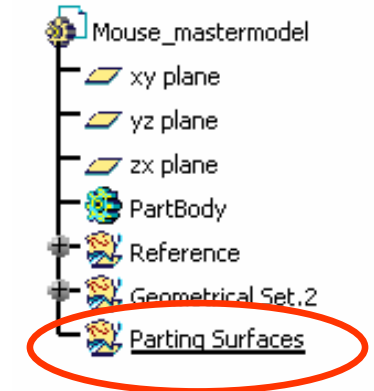 Mouse_mastermodel
xy plane
yz plane
zx plane
PartBody
Reference
Geometrical Set.2
Parting Surfaces